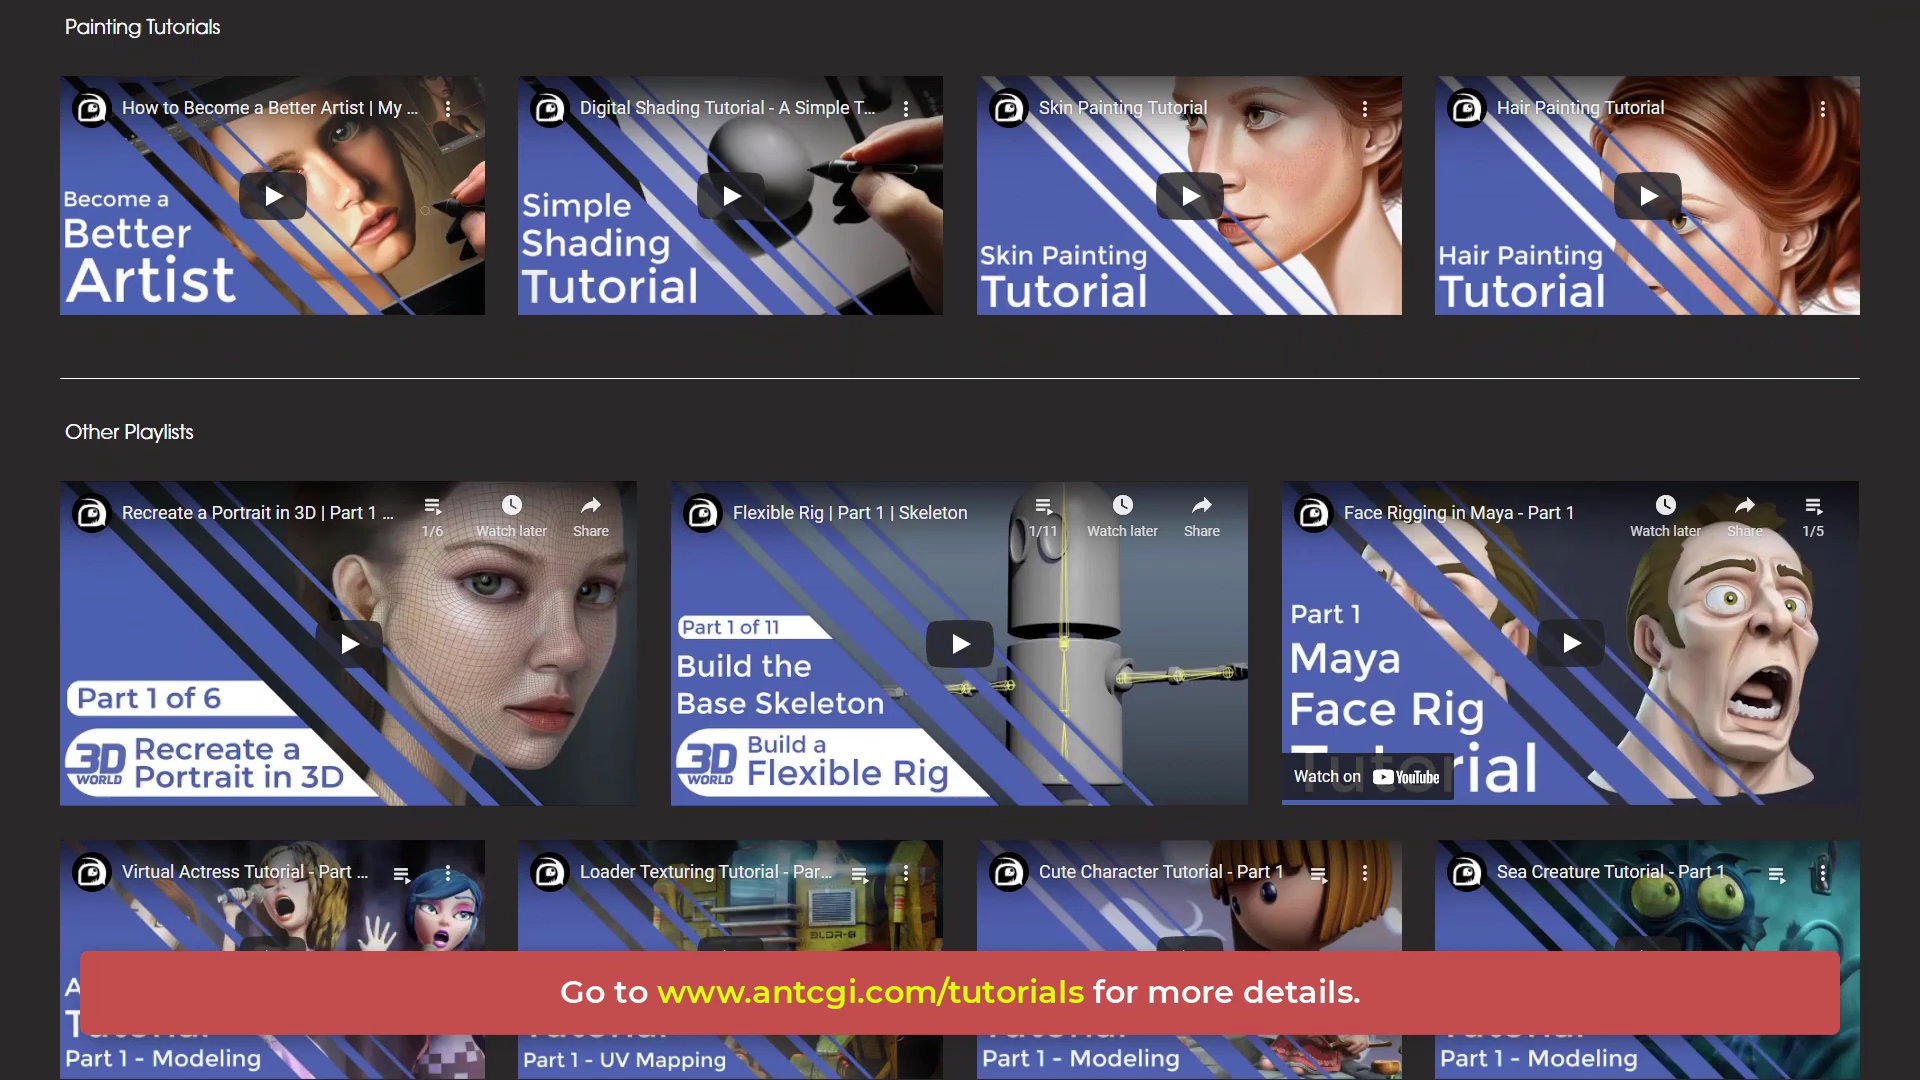 Painting Tutorials
How to Become a Better Artist | My ...
Become a
Better
Artist
Digital Shading Tutorial - A Simple T...
Simple
Shading
Tutorial
Skin Painting Tutorial
Skin Painting
Tutorial
Hair Painting Tutorial
Hair Painting
Tutorial
Other Playlists
Recreate a Portrait in 3D | Part 1 ...
1/6
Watch later
Share
Part 1 of 6
3D WORLD
Recreate a
Portrait in 3D
Flexible Rig | Part 1 | Skeleton
1/11
Watch later
Share
Part 1 of 11
Build the
Base Skeleton
3D WORLD
Build a
Flexible Rig
Face Rigging in Maya - Part 1
Watch later
Share
1/5
Part 1
Maya
Face Rig
Tutorial
Watch on YouTube
Virtual Actress Tutorial - Part ...
Part 1 - Modeling
Loader Texturing Tutorial - Par...
BLDR-8
Part 1 - UV Mapping
Cute Character Tutorial - Part 1
Part 1 - Modeling
Sea Creature Tutorial - Part 1
Part 1 - Modeling
Go to www.antcgi.com/tutorials for more details.